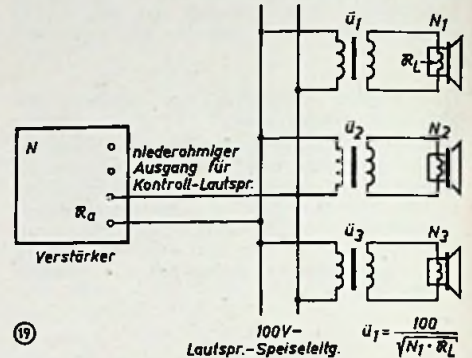 ü₁ N₁
ℜL
N
niederohmiger
Ausgang für
Kontroll-Lautspr.
ℜa
Verstärker
ü₂ N₂
ü₃ N₃
⑲
100V-
Lautspr.-Speiseleitg.
ü₁ = 100 / √N₁ · ℜL